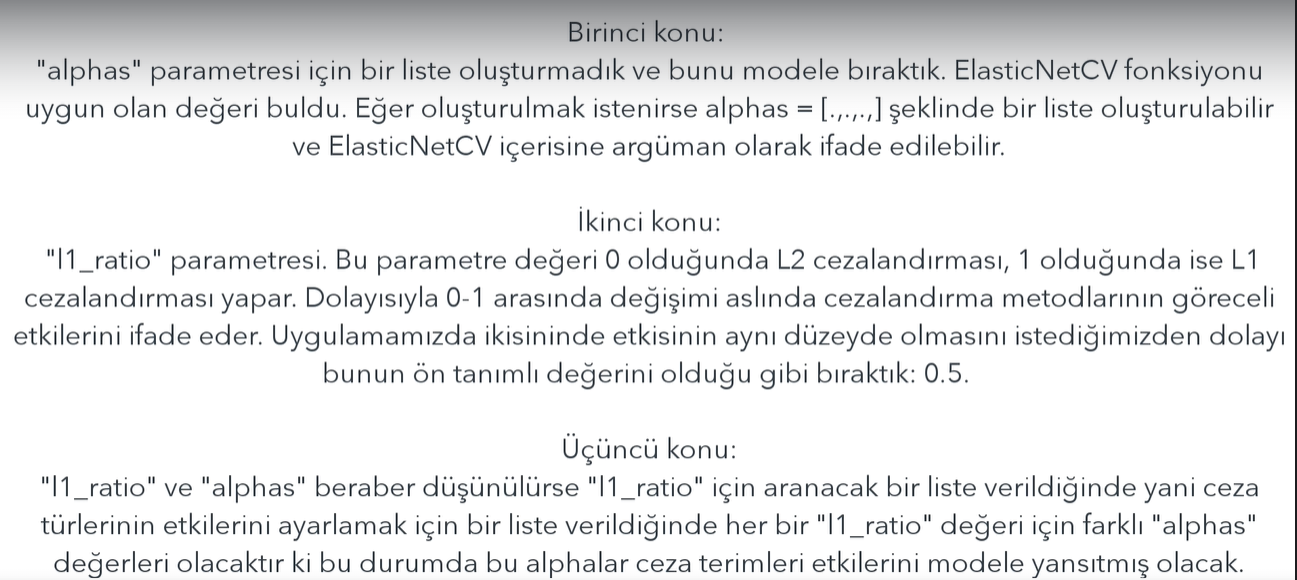 Birinci konu:
"alphas" parametresi için bir liste oluşturmadık ve bunu modele bıraktık. ElasticNetCV fonksiyonu
uygun olan değeri buldu. Eğer oluşturulmak istenirse alphas = [.,.,.,] şeklinde bir liste oluşturulabilir
ve ElasticNetCV içerisine argüman olarak ifade edilebilir.
İkinci konu:
"l1_ratio" parametresi. Bu parametre değeri 0 olduğunda L2 cezalandırması, 1 olduğunda ise L1
cezalandırması yapar. Dolayısıyla 0-1 arasında değişimi aslında cezalandırma metodlarının göreceli
etkilerini ifade eder. Uygulamamızda ikisininde etkisinin aynı düzeyde olmasını istediğimizden dolayı
bunun ön tanımlı değerini olduğu gibi bıraktık: 0.5.
Üçüncü konu:
"l1_ratio" ve "alphas" beraber düşünülürse "l1_ratio" için aranacak bir liste verildiğinde yani ceza
türlerinin etkilerini ayarlamak için bir liste verildiğinde her bir "l1_ratio" değeri için farklı "alphas"
değerleri olacaktır ki bu durumda bu alphalar ceza terimleri etkilerini modele yansıtmış olacak.